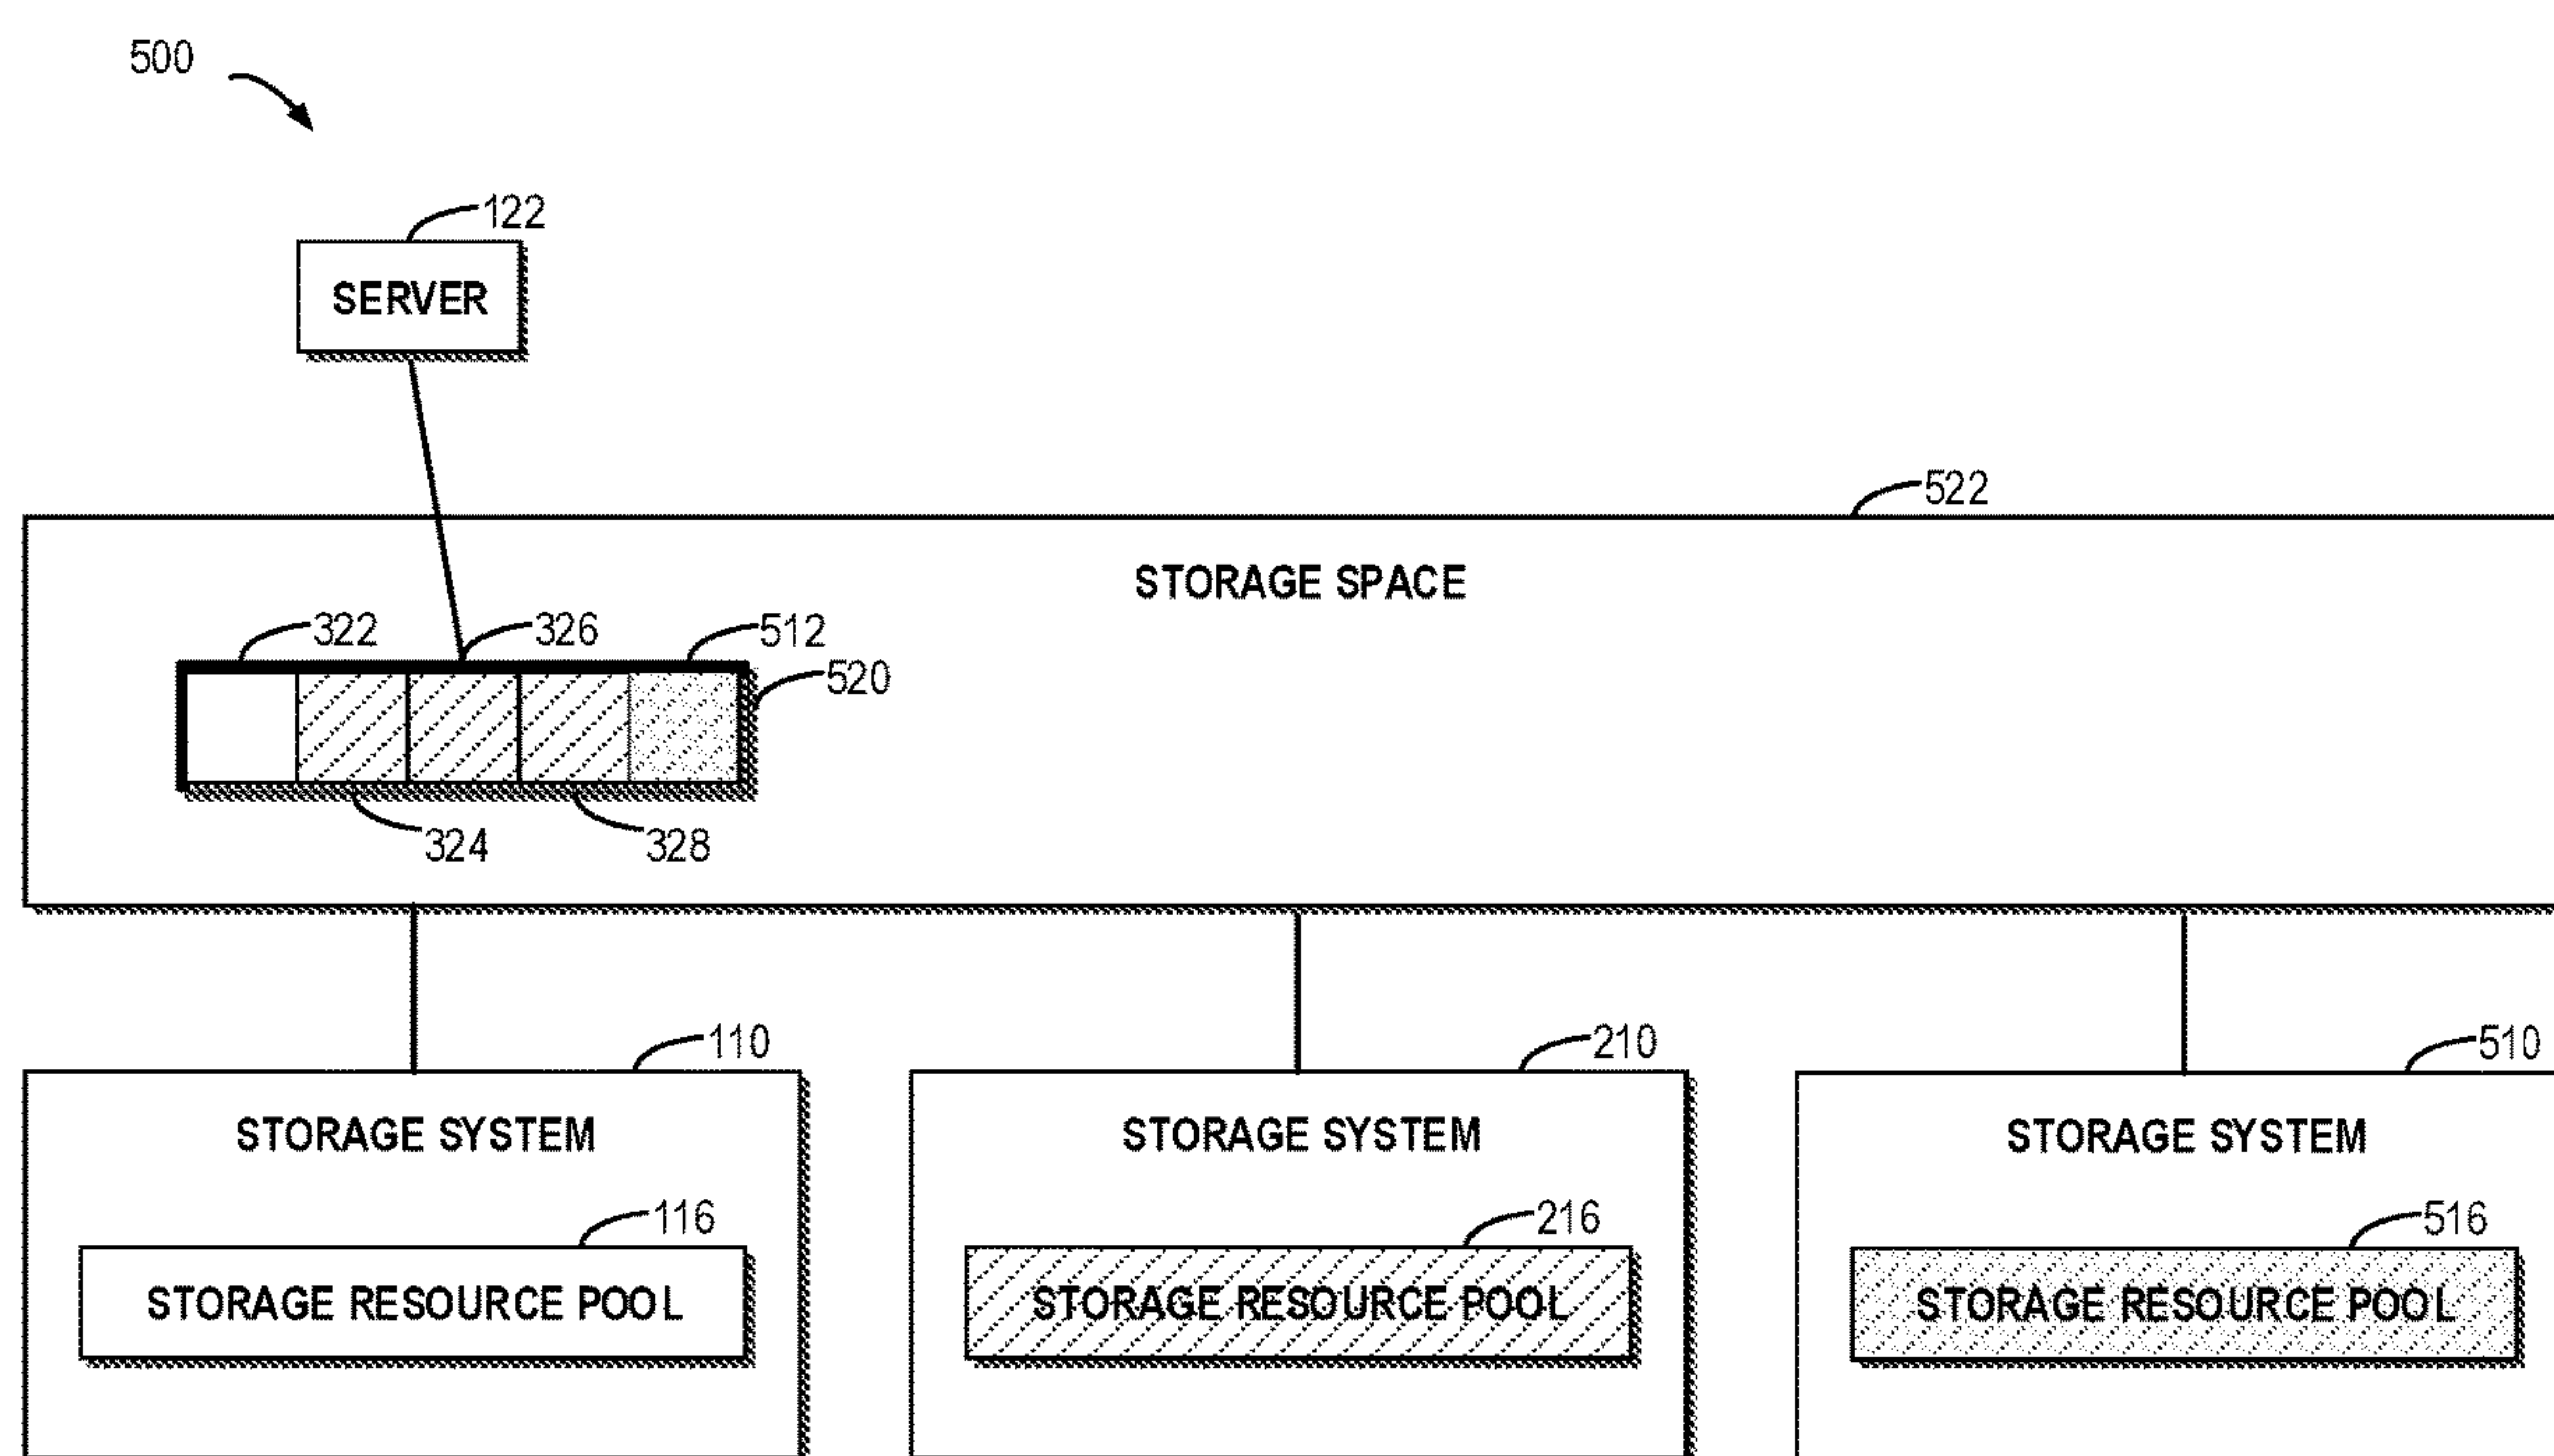 500
122
SERVER
522
STORAGE SPACE
322 326 512
520
324 328
110 210 510
STORAGE SYSTEM STORAGE SYSTEM STORAGE SYSTEM
116 216 516
STORAGE RESOURCE POOL STORAGE RESOURCE POOL STORAGE RESOURCE POOL